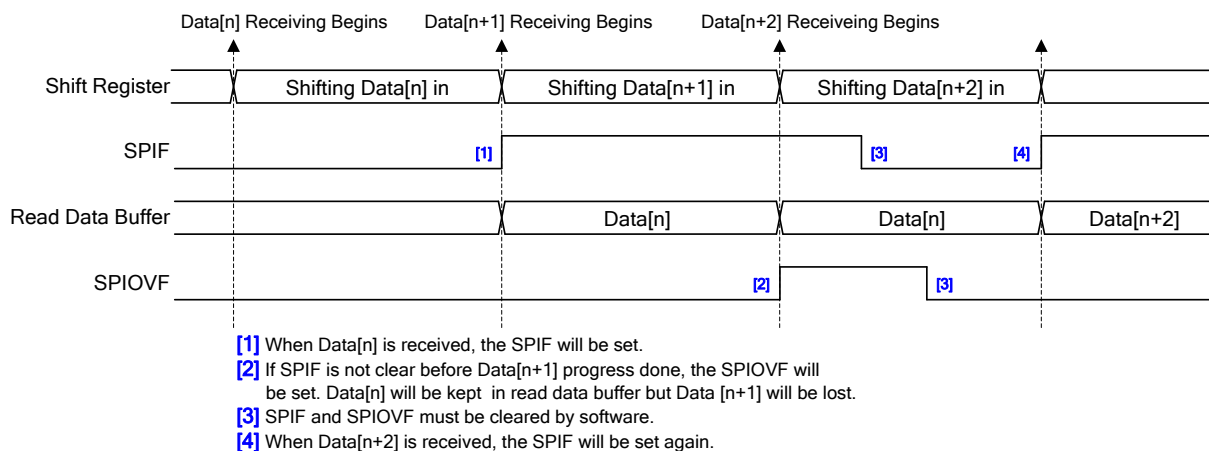 Data[n] Receiving Begins Data[n+1] Receiving Begins Data[n+2] Receiveing Begins
Shift Register Shifting Data[n] in Shifting Data[n+1] in Shifting Data[n+2] in
SPIF [1] [3] [4]
Read Data Buffer Data[n] Data[n] Data[n+2]
SPIOVF [2] [3]
[1] When Data[n] is received, the SPIF will be set.
[2] If SPIF is not clear before Data[n+1] progress done, the SPIOVF will
be set. Data[n] will be kept in read data buffer but Data [n+1] will be lost.
[3] SPIF and SPIOVF must be cleared by software.
[4] When Data[n+2] is received, the SPIF will be set again.